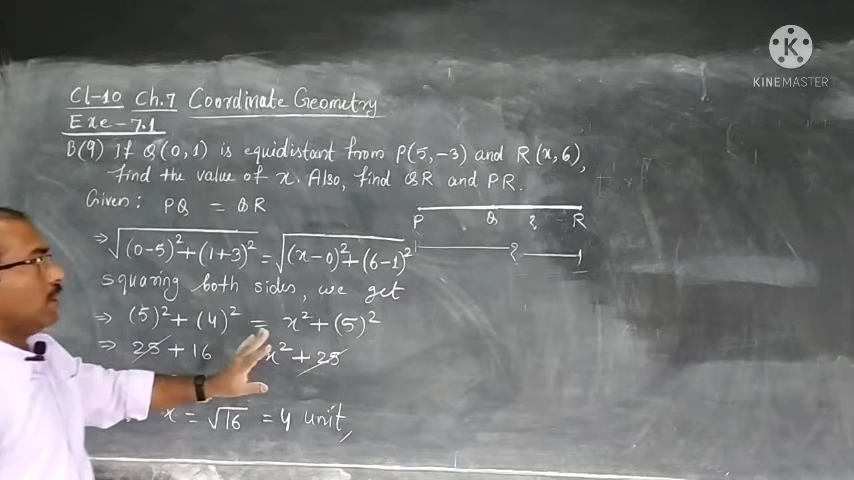 KINEMASTER
Cl-10 Ch.7 Coordinate Geometry
Exe-7.1
B(9) If Q(0,1) is equidistant from P(5,-3) and R(x,6),
find the value of x. Also, find QR and PR.
Given: PQ = QR
P Q ? R
⇒ √(0-5)² + (1+3)² = √(x-0)² + (6-1)²
?
squaring both sides, we get
⇒ (5)² + (4)² = x² + (5)²
⇒ 25 + 16 x² + 25
x = √16 = 4 unit